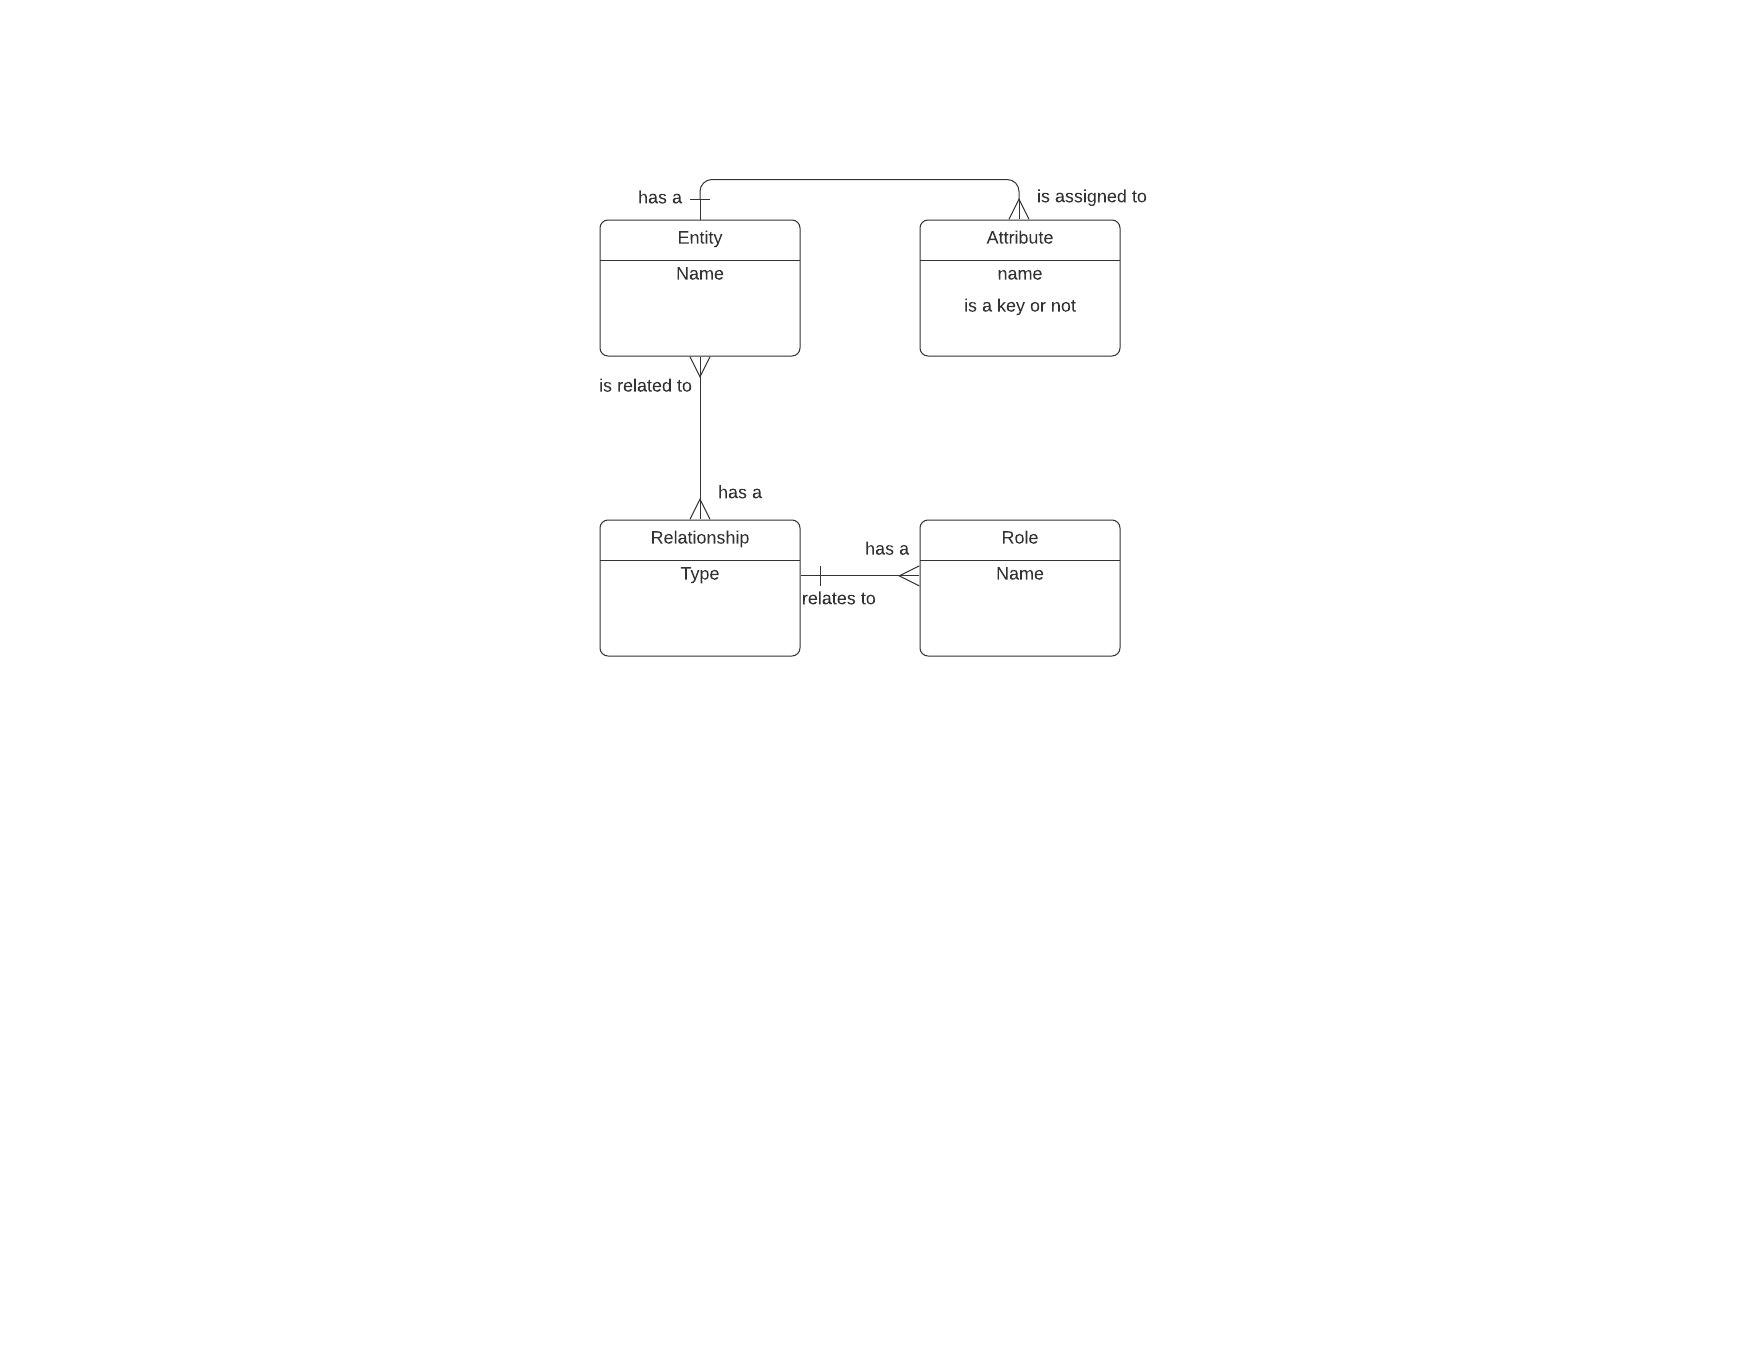 has a
is assigned to
Entity
Attribute
Name
name
is a key or not
is related to
has a
Relationship
has a
Role
Type
Name
relates to